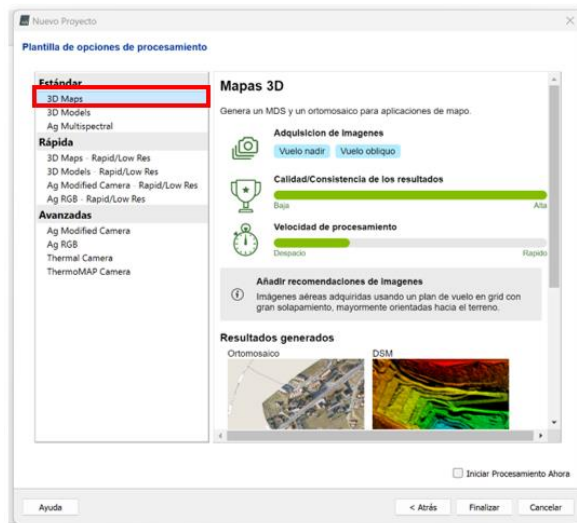 Nuevo Proyecto
Plantilla de opciones de procesamiento
Estándar
3D Maps
3D Models
Ag Multispectral
Rápida
3D Maps - Rapid/Low Res
3D Models - Rapid/Low Res
Ag Modified Camera - Rapid/Low Res
Ag RGB - Rapid/Low Res
Avanzadas
Ag Modified Camera
Ag RGB
Thermal Camera
ThermoMAP Camera
Mapas 3D
Genera un MDS y un ortomosaico para aplicaciones de mapo.
Adquisicion de Imagenes
Vuelo nadir Vuelo oblicuo
Calidad/Consistencia de los resultados
Baja Alta
Velocidad de procesamiento
Despacio Rapido
Añadir recomendaciones de imagenes
Imágenes aéreas adquiridas usando un plan de vuelo en grid con
gran solapamiento, mayormente orientadas hacia el terreno.
Resultados generados
Ortomosaico DSM
Iniciar Procesamiento Ahora
Ayuda < Atrás Finalizar Cancelar